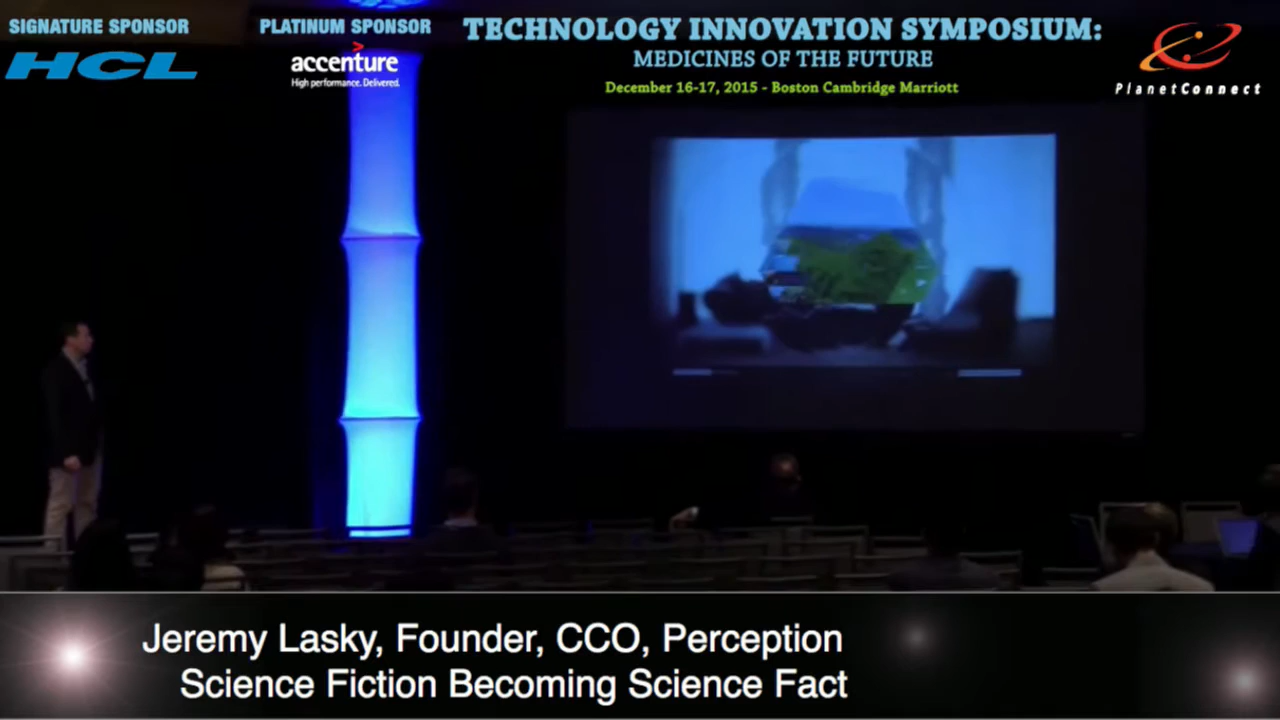 SIGNATURE SPONSOR
HCL
PLATINUM SPONSOR
accenture
High performance. Delivered.
TECHNOLOGY INNOVATION SYMPOSIUM:
MEDICINES OF THE FUTURE
December 16-17, 2015 - Boston Cambridge Marriott
PlanetConnect
Jeremy Lasky, Founder, CCO, Perception
Science Fiction Becoming Science Fact